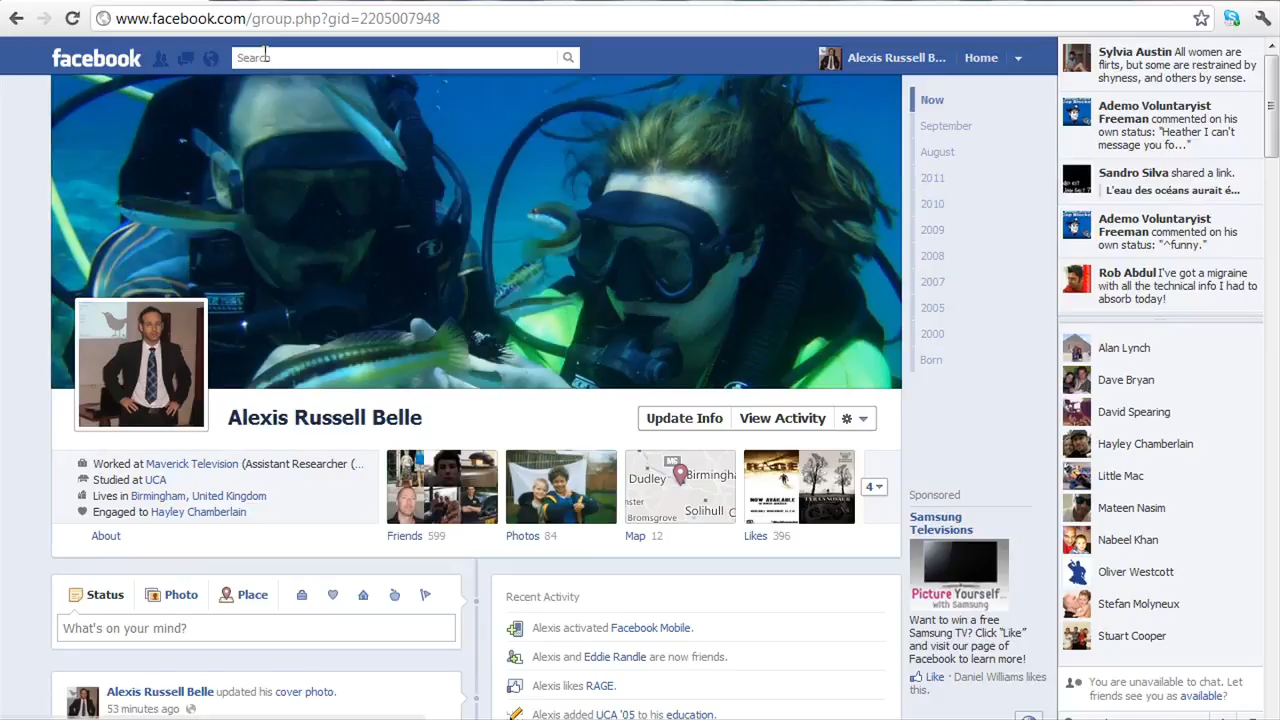 www.facebook.com/group.php?gid=2205007948
facebook
Search
Alexis Russell B...
Home
Now
September
August
2011
2010
2009
2008
2007
2005
2000
Born
Alexis Russell Belle
Update Info
View Activity
Worked at Maverick Television (Assistant Researcher (...
Studied at UCA
Lives in Birmingham, United Kingdom
Engaged to Hayley Chamberlain
About
Friends 599
Photos 84
M5
Dudley
Birmingh
nster
Solihull
Bromsgrove
Map 12
RAGE
NOW AVAILABLE
TYRANNOSAUR
Likes 396
4
Status
Photo
Place
What's on your mind?
Alexis Russell Belle updated his cover photo.
53 minutes ago
Recent Activity
Alexis activated Facebook Mobile.
Alexis and Eddie Randle are now friends.
Alexis likes RAGE.
Alexis added UCA '05 to his education.
Sponsored
Samsung
Televisions
Picture Yourself...
with Samsung
Want to win a free
Samsung TV? Click "Like"
and visit our page of
Facebook to learn more!
Like · Daniel Williams likes
this.
Sylvia Austin All women are
flirts, but some are restrained by
shyness, and others by sense.
Ademo Voluntaryist
Freeman commented on
his own status: "Heather I can't
message you fo..."
Sandro Silva shared a link.
L'eau des océans aurait é...
Ademo Voluntaryist
Freeman commented on
his own status: "^funny."
Rob Abdul I've got a migraine
with all the technical info I had to
absorb today!
Alan Lynch
Dave Bryan
David Spearing
Hayley Chamberlain
Little Mac
Mateen Nasim
Nabeel Khan
Oliver Westcott
Stefan Molyneux
Stuart Cooper
You are unavailable to chat. Let
friends see you as available?